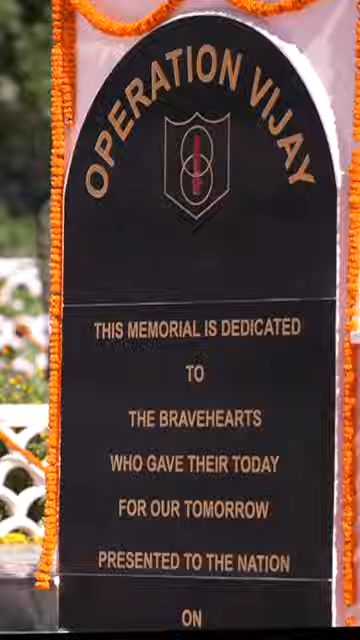 OPERATION VIJAY
THIS MEMORIAL IS DEDICATED
TO
THE BRAVEHEARTS
WHO GAVE THEIR TODAY
FOR OUR TOMORROW
PRESENTED TO THE NATION
ON